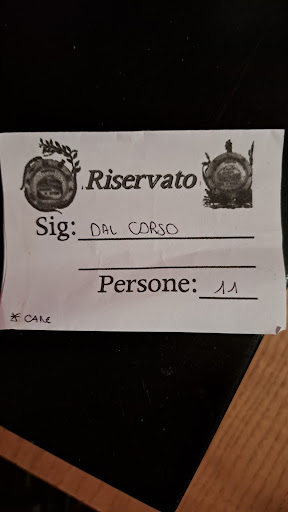 Riservato
Sig: DAL CORSO
Persone: 11
* CANE